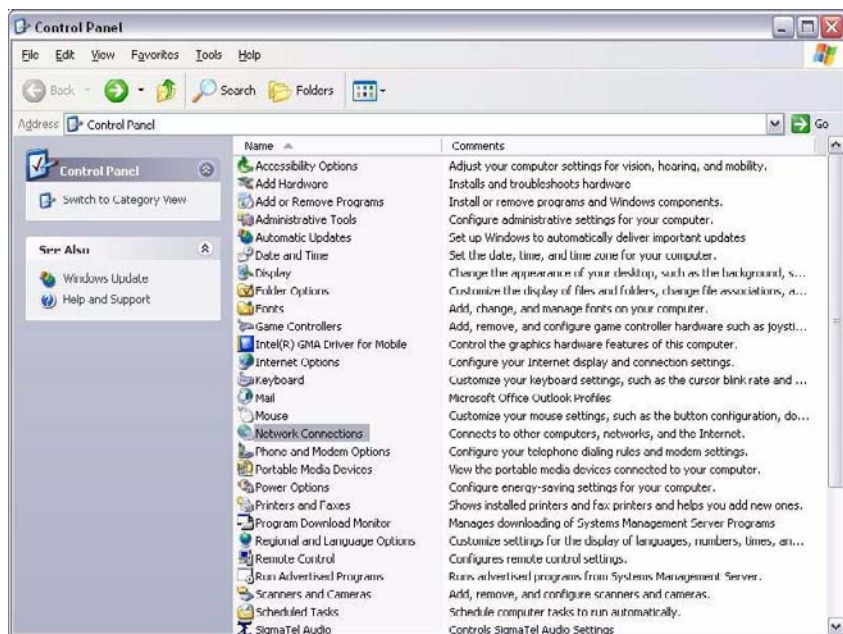 Control Panel
File Edit View Favorites Tools Help
Back Search Folders
Address Control Panel Go
Control Panel
Switch to Category View
See Also
Windows Update
Help and Support
Name Comments
Accessibility Options Adjust your computer settings for vision, hearing, and mobility.
Add Hardware Installs and troubleshoots hardware
Add or Remove Programs Install or remove programs and Windows components.
Administrative Tools Configure administrative settings for your computer.
Automatic Updates Set up Windows to automatically deliver important updates
Date and Time Set the date, time, and time zone for your computer.
Display Change the appearance of your desktop, such as the background, s...
Folder Options Customize the display of files and folders, change file associations, a...
Fonts Add, change, and manage fonts on your computer.
Game Controllers Add, remove, and configure game controller hardware such as joysti...
Intel(R) GMA Driver for Mobile Control the graphics hardware features of this computer.
Internet Options Configure your Internet display and connection settings.
Keyboard Customize your keyboard settings, such as the cursor blink rate and ...
Mail Microsoft Office Outlook Profiles
Mouse Customize your mouse settings, such as the button configuration, do...
Network Connections Connects to other computers, networks, and the Internet.
Phone and Modem Options Configure your telephone dialing rules and modem settings.
Portable Media Devices View the portable media devices connected to your computer.
Power Options Configure energy-saving settings for your computer.
Printers and Faxes Shows installed printers and fax printers and helps you add new ones.
Program Download Monitor Manages downloading of Systems Management Server Programs
Regional and Language Options Customize settings for the display of languages, numbers, times, an...
Remote Control Configures remote control settings.
Run Advertised Programs Runs advertised programs from Systems Management Server.
Scanners and Cameras Add, remove, and configure scanners and cameras.
Scheduled Tasks Schedule computer tasks to run automatically.
SigmaTel Audio Controls SigmaTel Audio Settings